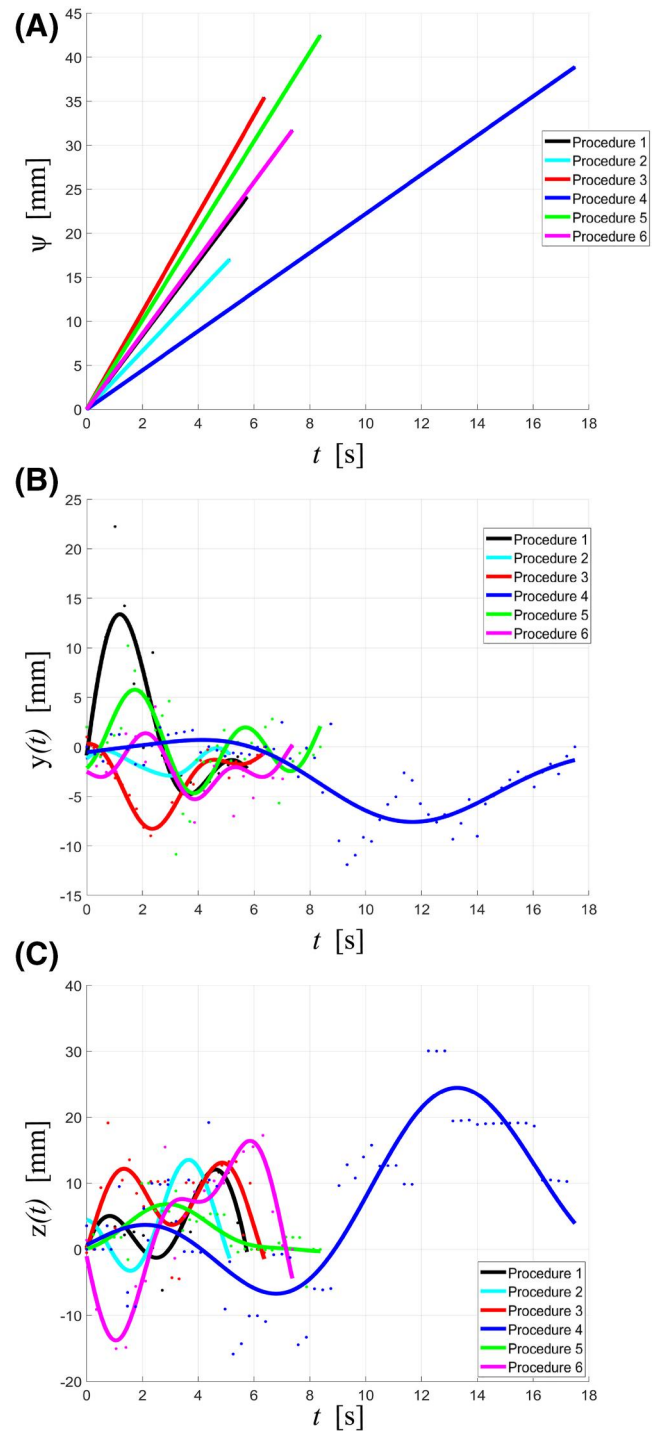 (A)
45
40
35
30
25
20
15
10
5
0
ψ [mm]
Procedure 1
Procedure 2
Procedure 3
Procedure 4
Procedure 5
Procedure 6
0 2 4 6 8 10 12 14 16 18
t [s]
(B)
25
20
15
10
5
0
-5
-10
-15
y(t) [mm]
Procedure 1
Procedure 2
Procedure 3
Procedure 4
Procedure 5
Procedure 6
0 2 4 6 8 10 12 14 16 18
t [s]
(C)
40
30
20
10
0
-10
-20
z(t) [mm]
Procedure 1
Procedure 2
Procedure 3
Procedure 4
Procedure 5
Procedure 6
0 2 4 6 8 10 12 14 16 18
t [s]